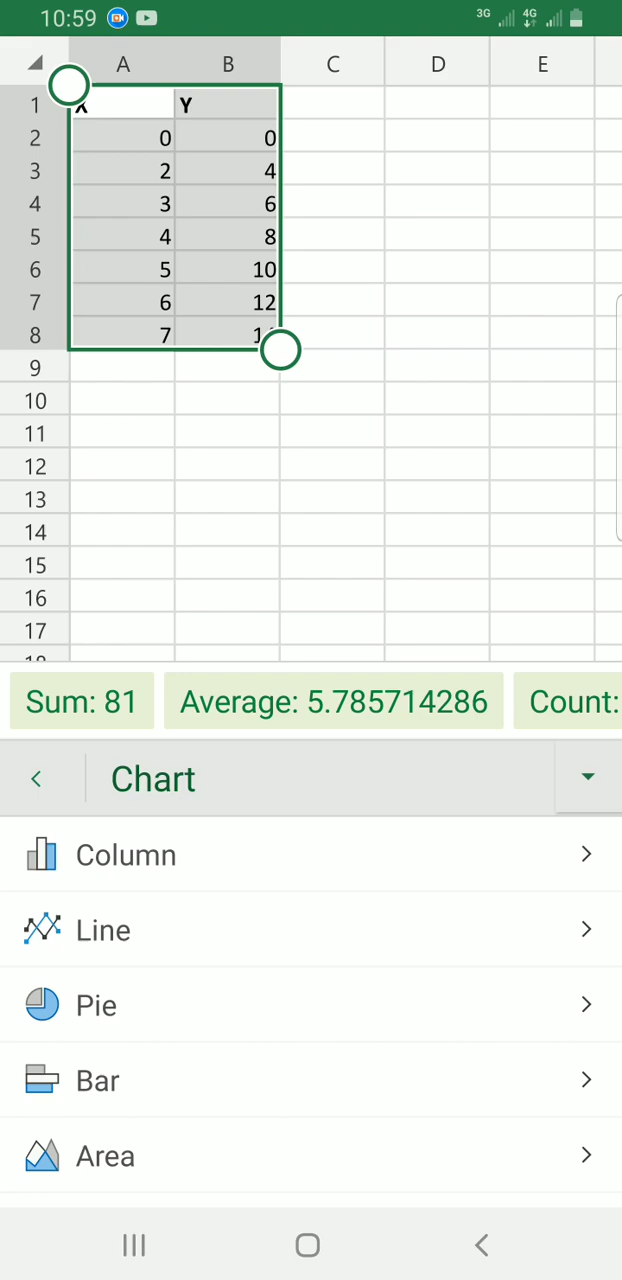 10:59 3G 4G
A B C D E
1 X Y
2 0 0
3 2 4
4 3 6
5 4 8
6 5 10
7 6 12
8 7
9
10
11
12
13
14
15
16
17
Sum: 81 Average: 5.785714286 Count:
Chart
Column
Line
Pie
Bar
Area